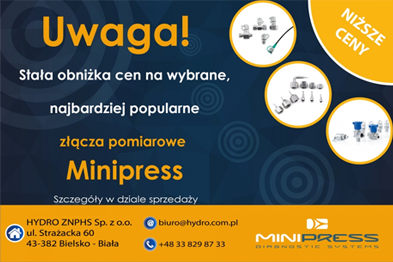 Uwaga!
NIŻSZE
CENY
Stała obniżka cen na wybrane,
najbardziej popularne
złącza pomiarowe
Minipress
Szczegóły w dziale sprzedaży
HYDRO ZNPHS Sp. z o.o.
ul. Strażacka 60
43-382 Bielsko - Biała
biuro@hydro.com.pl
+48 33 829 87 33
MINIPRESS
DIAGNOSTIC SYSTEMS